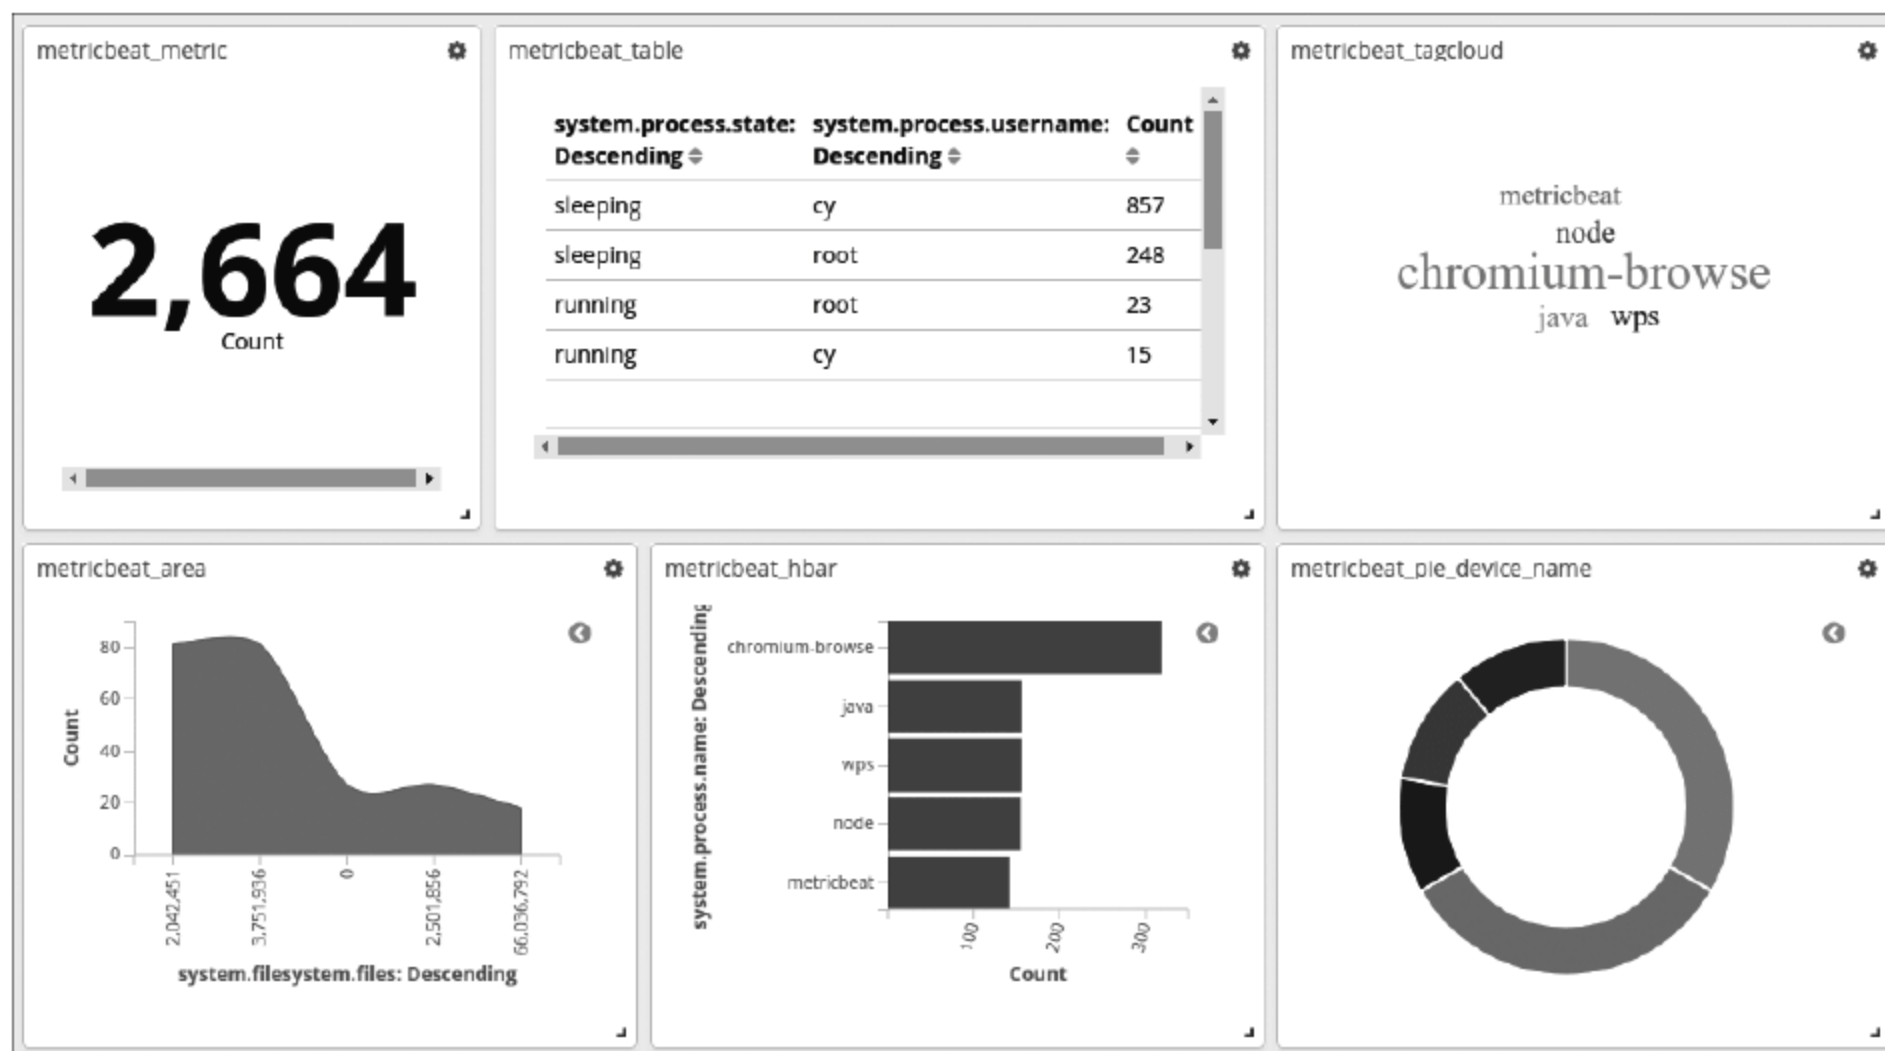 metricbeat_metric
2,664
Count
metricbeat_table
system.process.state: Descending system.process.username: Descending Count
sleeping cy 857
sleeping root 248
running root 23
running cy 15
metricbeat_tagcloud
metricbeat
node
chromium-browse
java wps
metricbeat_area
Count
80
60
40
20
0
2,042,451
3,751,936
0
2,501,856
66,036,792
system.filesystem.files: Descending
metricbeat_hbar
system.process.name: Descending
chromium-browse
java
wps
node
metricbeat
100
200
300
Count
metricbeat_pie_device_name